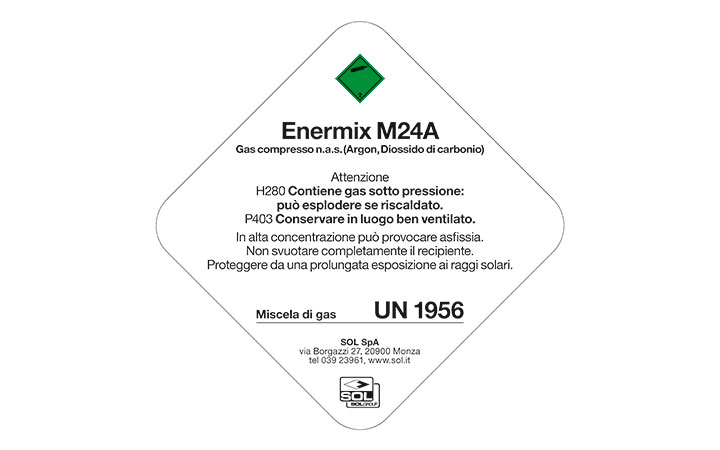 2
Enermix M24A
Gas compresso n.a.s. (Argon, Diossido di carbonio)
Attenzione
H280 Contiene gas sotto pressione:
può esplodere se riscaldato.
P403 Conservare in luogo ben ventilato.
In alta concentrazione può provocare asfissia.
Non svuotare completamente il recipiente.
Proteggere da una prolungata esposizione ai raggi solari.
Miscela di gas UN 1956
SOL SpA
via Borgazzi 27, 20900 Monza
tel 039 23961, www.sol.it
SOL
SOLGROUP